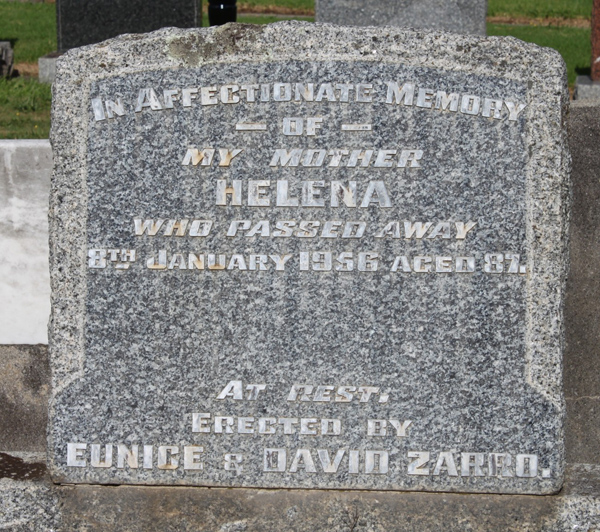 IN AFFECTIONATE MEMORY
— OF —
MY MOTHER
HELENA
WHO PASSED AWAY
8TH JANUARY 1956 AGED 87.
AT REST.
ERECTED BY
EUNICE & DAVID ZARRO.